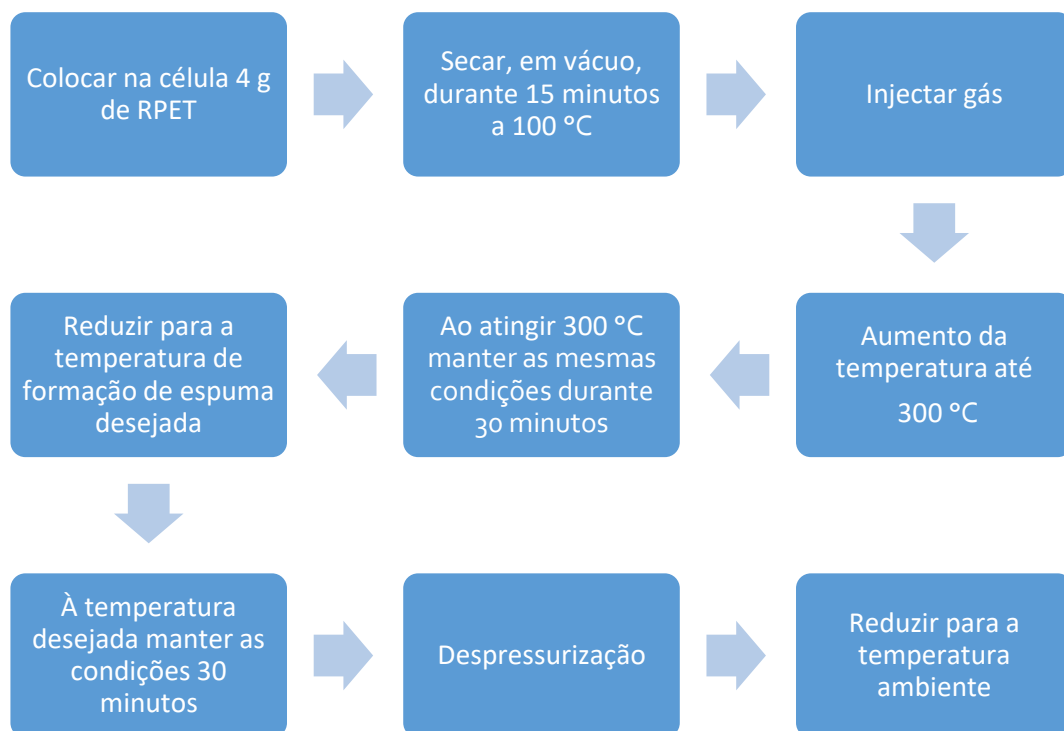 Colocar na célula 4 g
de RPET
Secar, em vácuo,
durante 15 minutos
a 100 °C
Injectar gás
Aumento da
temperatura até
300 °C
Ao atingir 300 °C
manter as mesmas
condições durante
30 minutos
Reduzir para a
temperatura de
formação de espuma
desejada
À temperatura
desejada manter as
condições 30
minutos
Despressurização
Reduzir para a
temperatura
ambiente